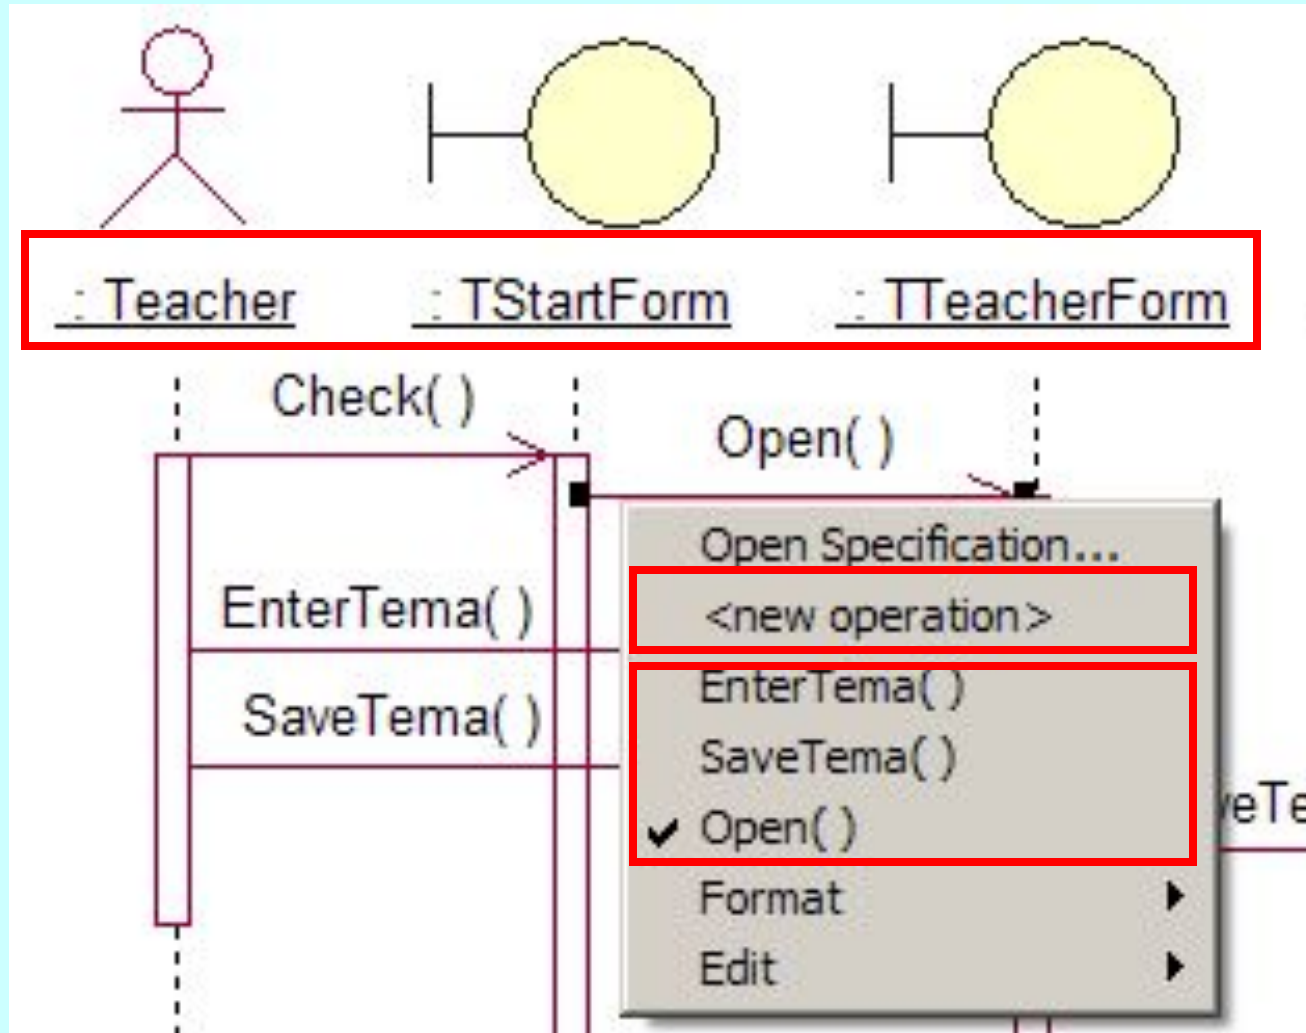 : Teacher
: TStartForm
: TTeacherForm
Check( )
Open( )
EnterTema( )
SaveTema( )
Open Specification...
<new operation>
EnterTema( )
SaveTema( )
Open( )
Format
Edit